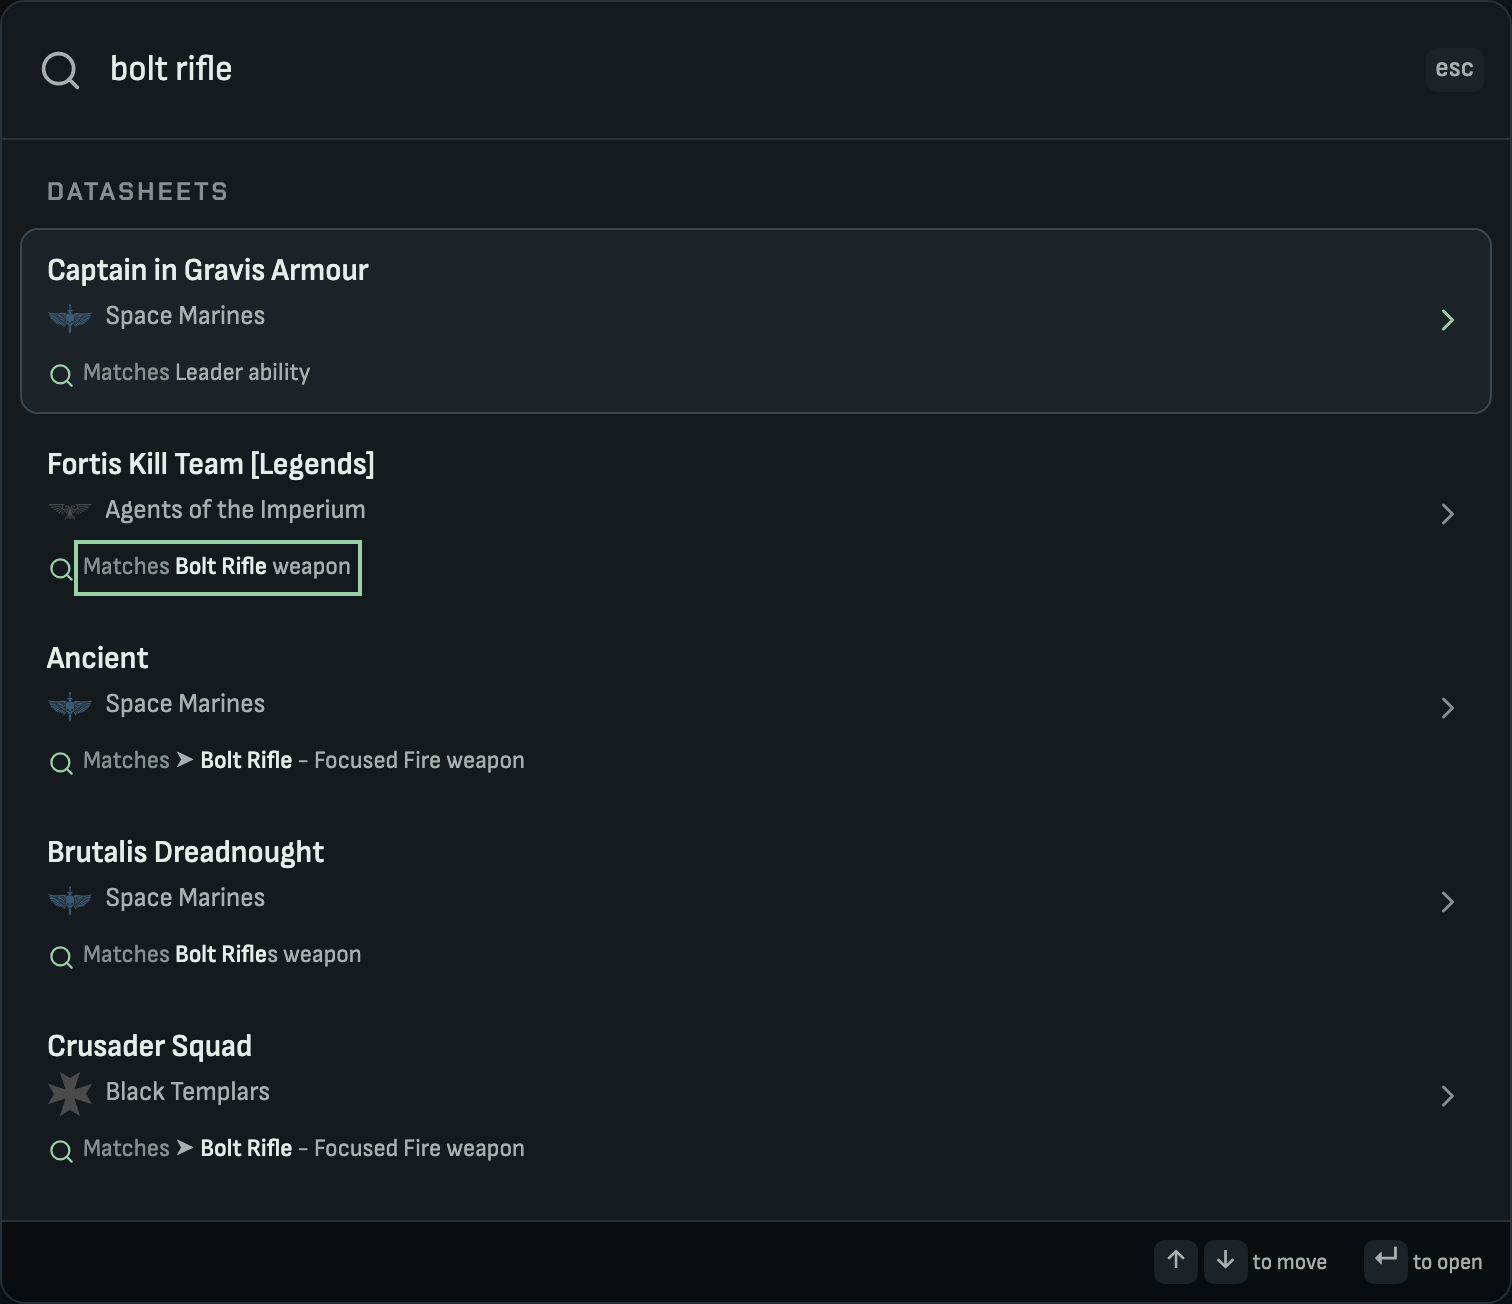 bolt rifle
esc
DATASHEETS
Captain in Gravis Armour
Space Marines
Matches Leader ability
Fortis Kill Team [Legends]
Agents of the Imperium
Matches Bolt Rifle weapon
Ancient
Space Marines
Matches ➤ Bolt Rifle - Focused Fire weapon
Brutalis Dreadnought
Space Marines
Matches Bolt Rifles weapon
Crusader Squad
Black Templars
Matches ➤ Bolt Rifle - Focused Fire weapon
↑ ↓ to move ↵ to open